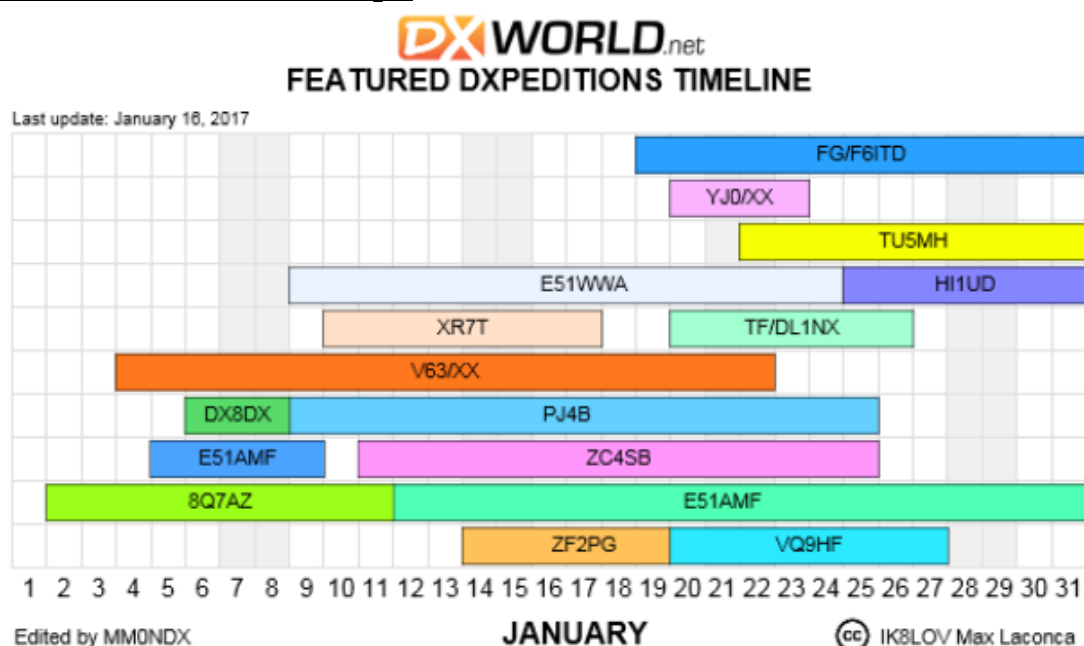 DX WORLD.net
FEATURED DXPEDITIONS TIMELINE
Last update: January 16, 2017
FG/F6ITD
YJ0/XX
TU5MH
E51WWA HI1UD
XR7T TF/DL1NX
V63/XX
DX8DX PJ4B
E51AMF ZC4SB
8Q7AZ E51AMF
ZF2PG VQ9HF
1 2 3 4 5 6 7 8 9 10 11 12 13 14 15 16 17 18 19 20 21 22 23 24 25 26 27 28 29 30 31
Edited by MM0NDX JANUARY (cc) IK8LOV Max Laconca